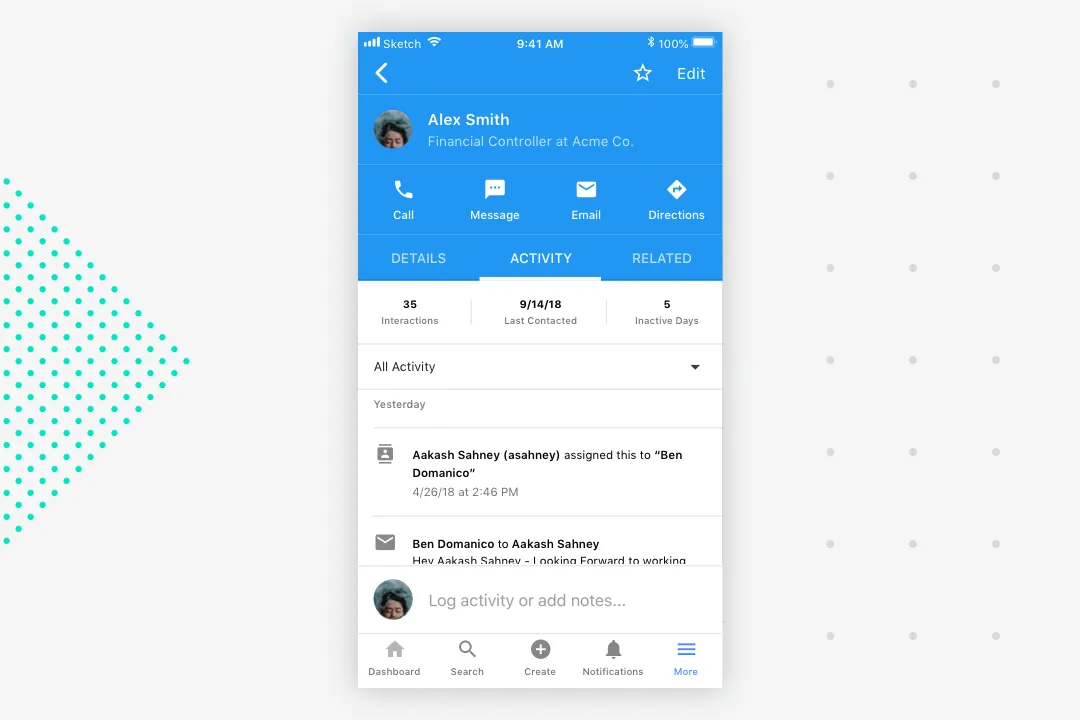 Sketch 9:41 AM 100%
Edit
Alex Smith
Financial Controller at Acme Co.
Call Message Email Directions
DETAILS ACTIVITY RELATED
35 9/14/18 5
Interactions Last Contacted Inactive Days
All Activity
Yesterday
Aakash Sahney (asahney) assigned this to “Ben
Domanico”
4/26/18 at 2:46 PM
Ben Domanico to Aakash Sahney
Hey Aakash Sahney - Looking Forward to working
Log activity or add notes...
Dashboard Search Create Notifications More